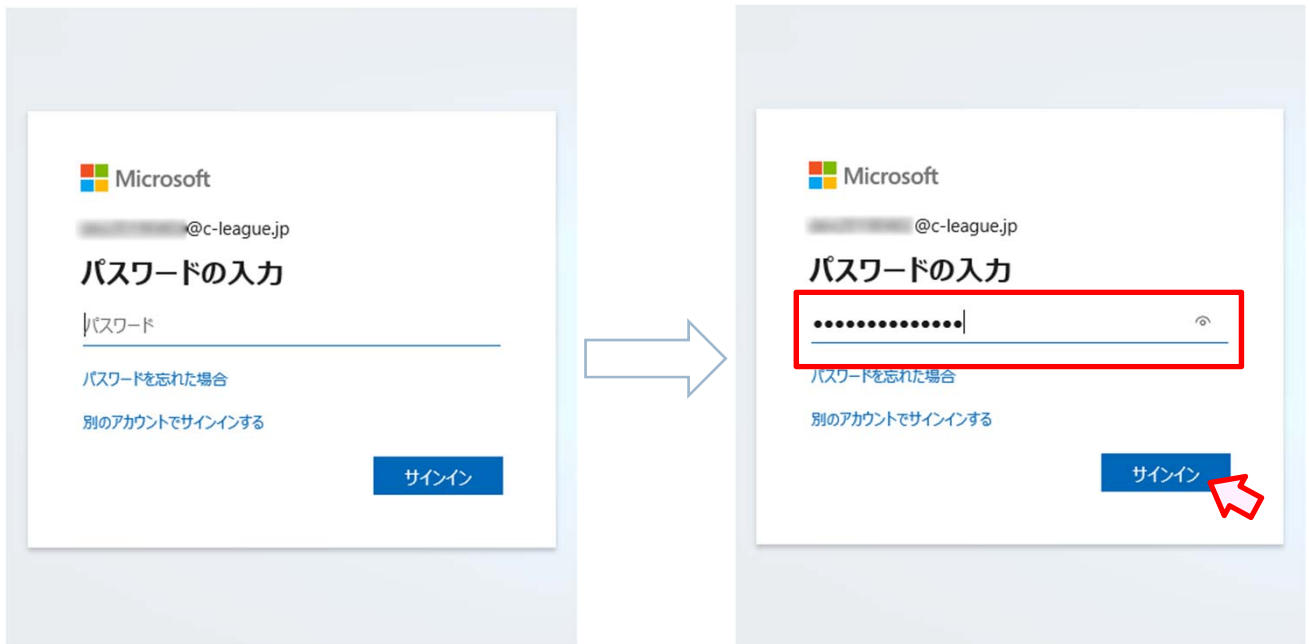 Microsoft
@c-league.jp
パスワードの入力
パスワード
パスワードを忘れた場合
別のアカウントでサインインする
サインイン
Microsoft
@c-league.jp
パスワードの入力
••••••••••••••
パスワードを忘れた場合
別のアカウントでサインインする
サインイン